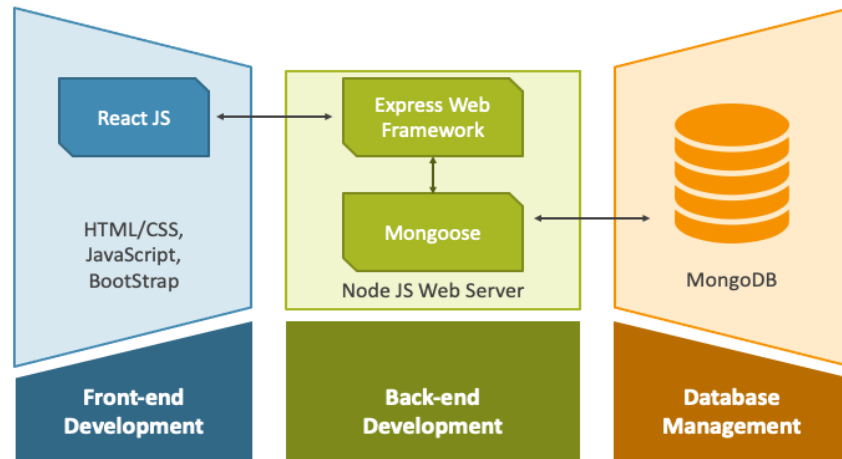 React JS
HTML/CSS,
JavaScript,
BootStrap
Express Web
Framework
Mongoose
Node JS Web Server
MongoDB
Front-end
Development
Back-end
Development
Database
Management